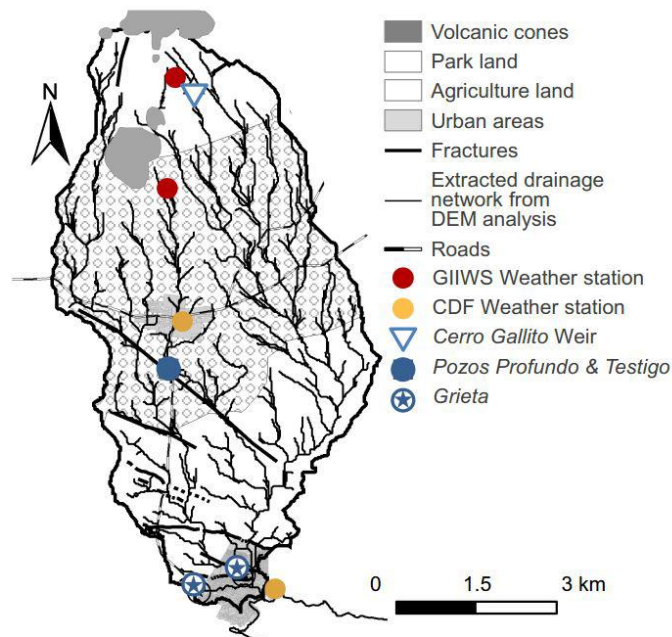 N
Volcanic cones
Park land
Agriculture land
Urban areas
Fractures
Extracted drainage
network from
DEM analysis
Roads
GIIWS Weather station
CDF Weather station
Cerro Gallito Weir
Pozos Profundo & Testigo
Grieta
0 1.5 3 km